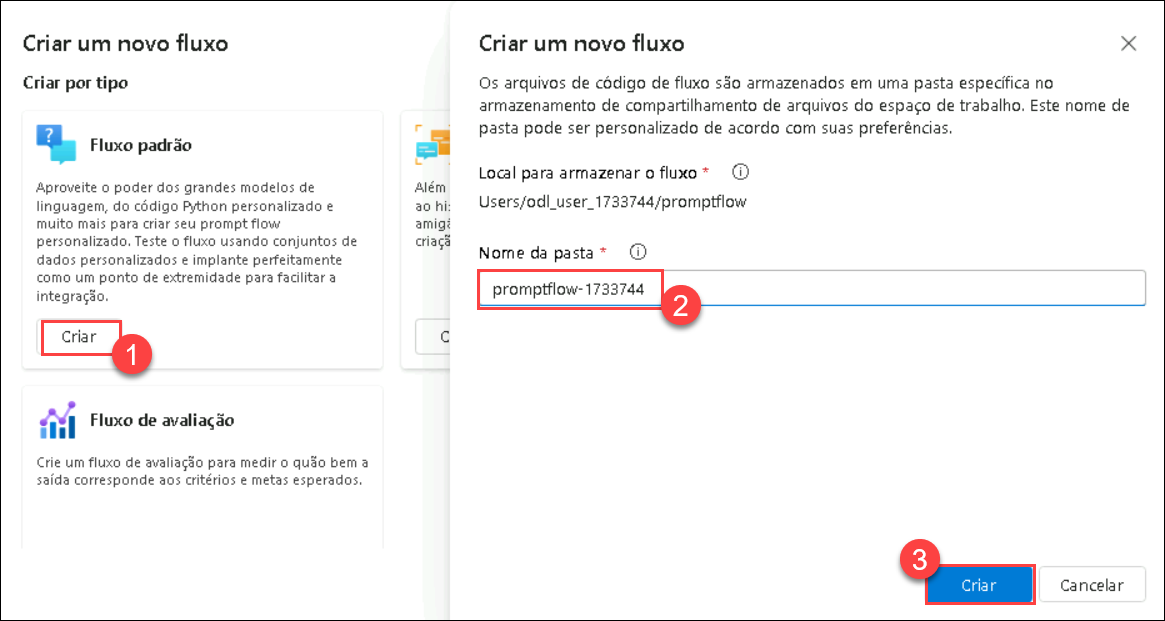 Criar um novo fluxo
Criar por tipo
Fluxo padrão
Aproveite o poder dos grandes modelos de
linguagem, do código Python personalizado e
muito mais para criar seu prompt flow
personalizado. Teste o fluxo usando conjuntos de
dados personalizados e implante perfeitamente
como um ponto de extremidade para facilitar a
integração.
Criar
1
Além
ao his
amigá
criaçã
C
Fluxo de avaliação
Crie um fluxo de avaliação para medir o quão bem a
saída corresponde aos critérios e metas esperados.
Criar um novo fluxo
Os arquivos de código de fluxo são armazenados em uma pasta específica no
armazenamento de compartilhamento de arquivos do espaço de trabalho. Este nome de
pasta pode ser personalizado de acordo com suas preferências.
Local para armazenar o fluxo *
Users/odl_user_1733744/promptflow
Nome da pasta *
promptflow-1733744
2
3
Criar
Cancelar